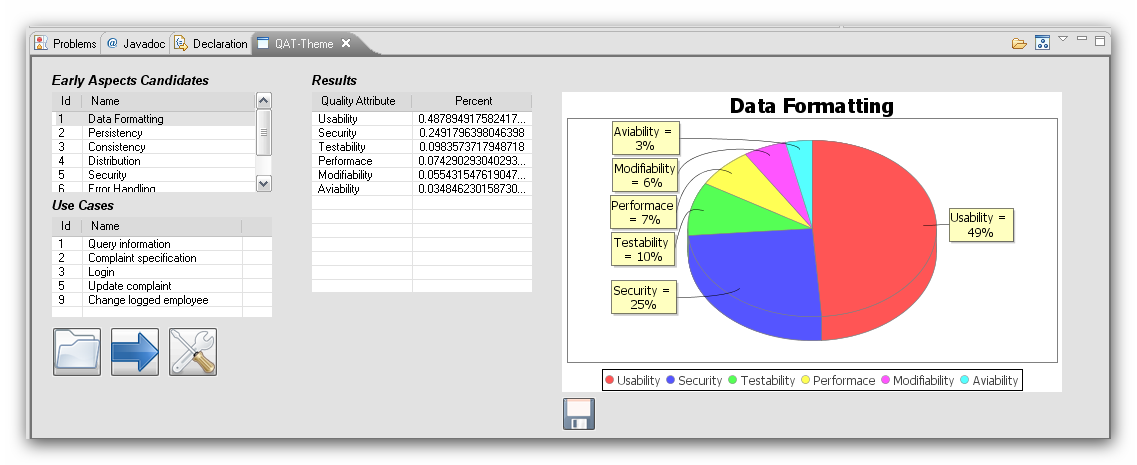 Problems @ Javadoc Declaration QAT-Theme
Early Aspects Candidates
Id Name
1 Data Formatting
2 Persistency
3 Consistency
4 Distribution
5 Security
6 Error Handling
Use Cases
Id Name
1 Query information
2 Complaint specification
3 Login
5 Update complaint
9 Change logged employee
Results
Quality Attribute Percent
Usability 0.487894917582417...
Security 0.2491796398046398
Testability 0.0983573717948718
Performace 0.074290293040293...
Modifiability 0.055431547619047...
Aviability 0.034846230158730...
Data Formatting
Aviability =
3%
Modifiability
= 6%
Performace
= 7%
Testability
= 10%
Security =
25%
Usability =
49%
Usability Security Testability Performace Modifiability Aviability